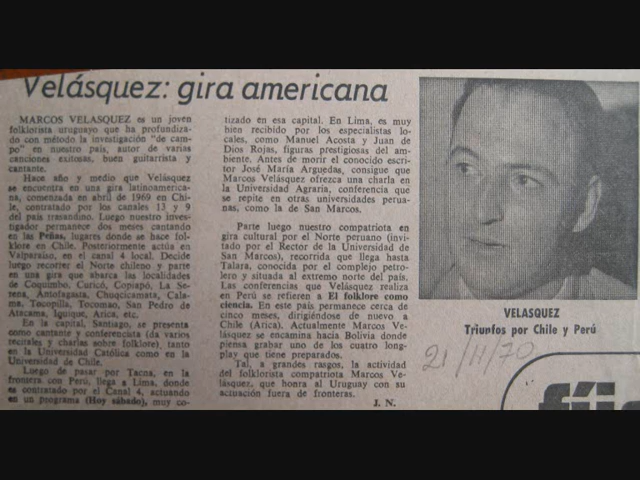 Velásquez: gira americana
MARCOS VELASQUEZ es un joven
folklorista uruguayo que ha profundiza-
do con método la investigación "de cam-
po" en nuestro país, autor de varias
canciones exitosas, buen guitarrista y
cantante.
Hace año y medio que Velásquez
se encuentra en una gira latinoamerica-
na, comenzada en abril de 1969 en Chi-
le, contratado por los canales 13 y 9
del país trasandino. Luego nuestro inves-
tigador permanece dos meses cantando
en las Peñas, lugares donde se hace fol-
klore en Chile. Posteriormente actúa en
Valparaíso, en el canal 4 local. Decide
luego recorrer el Norte chileno y parte
en una gira que abarca las localidades
de Coquimbo, Curicó, Copiapó, La Se-
rena, Antofagasta, Chuqicamata, Cala-
ma, Tocopilla, Tocomao, San Pedro de
Atacama, Iquique, Arica, etc.
En la capital, Santiago, se presenta
como cantante y conferencista (da varios
recitales y charlas sobre folklore), tanto
en la Universidad Católica como en la
Universidad de Chile.
Luego de pasar por Tacna, en la
frontera con Perú, llega a Lima, donde
es contratado por el Canal 4, actuando
en un programa (Hoy sábado), muy co-
tizado en esa capital. En Lima, es muy
bien recibido por los especialistas lo-
cales, como Manuel Acosta y Juan de
Dios Rojas, figuras prestigiosas del am-
biente. Antes de morir el conocido escri-
tor José María Arguedas, consigue que
Marcos Velásquez ofrezca una charla en
la Universidad Agraria, conferencia que
se repite en otras universidades perua-
nas, como la de San Marcos.
Parte luego nuestro compatriota en
gira cultural por el Norte peruano (invi-
tado por el Rector de la Universidad de
San Marcos), recorrida que llega hasta
Talara, conocida por el complejo petro-
lero y situada al extremo norte del país.
Las conferencias que Velásquez realiza
en Perú se refieren a El folklore como
ciencia. En este país permanece cerca de
cinco meses, dirigiéndose de nuevo a
Chile (Arica). Actualmente Marcos Ve-
lásquez se encamina hacia Bolivia donde
piensa grabar uno de los cuatro long-
play que tiene preparados.
Tal, a grandes rasgos, la actividad
del folklorista compatriota Marcos Ve-
lásquez, que honra al Uruguay con su
actuación fuera de fronteras.
J. N.
VELASQUEZ
Triunfos por Chile y Perú
21/11/70